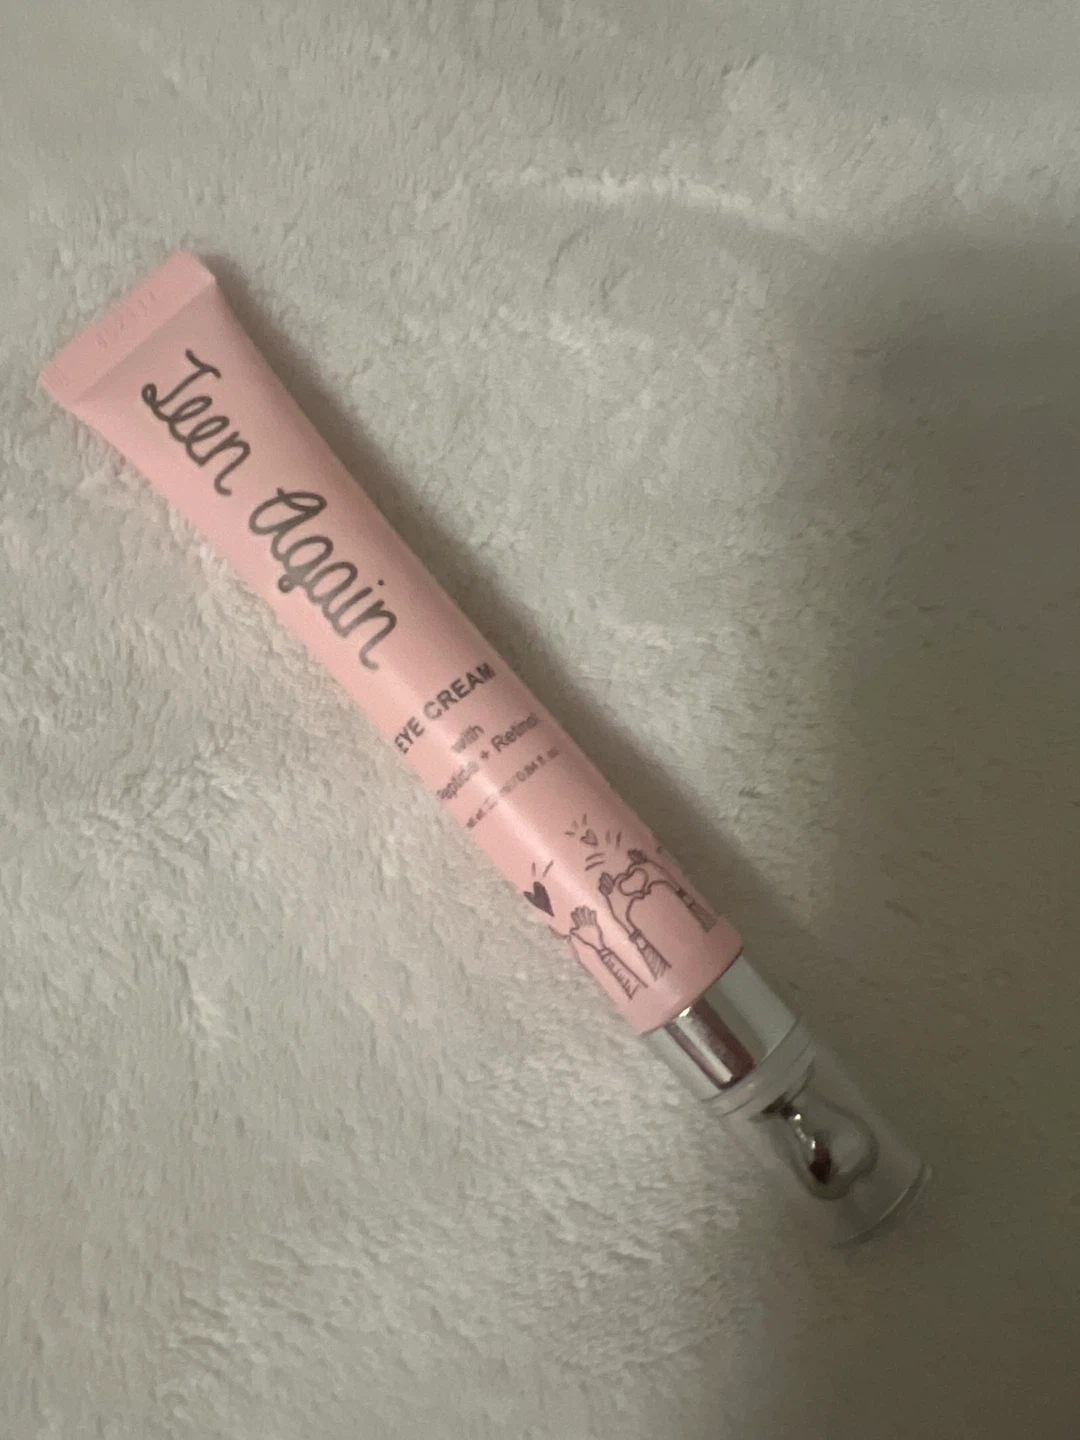 Teen Again
EYE CREAM
with
Peptide + Retinol